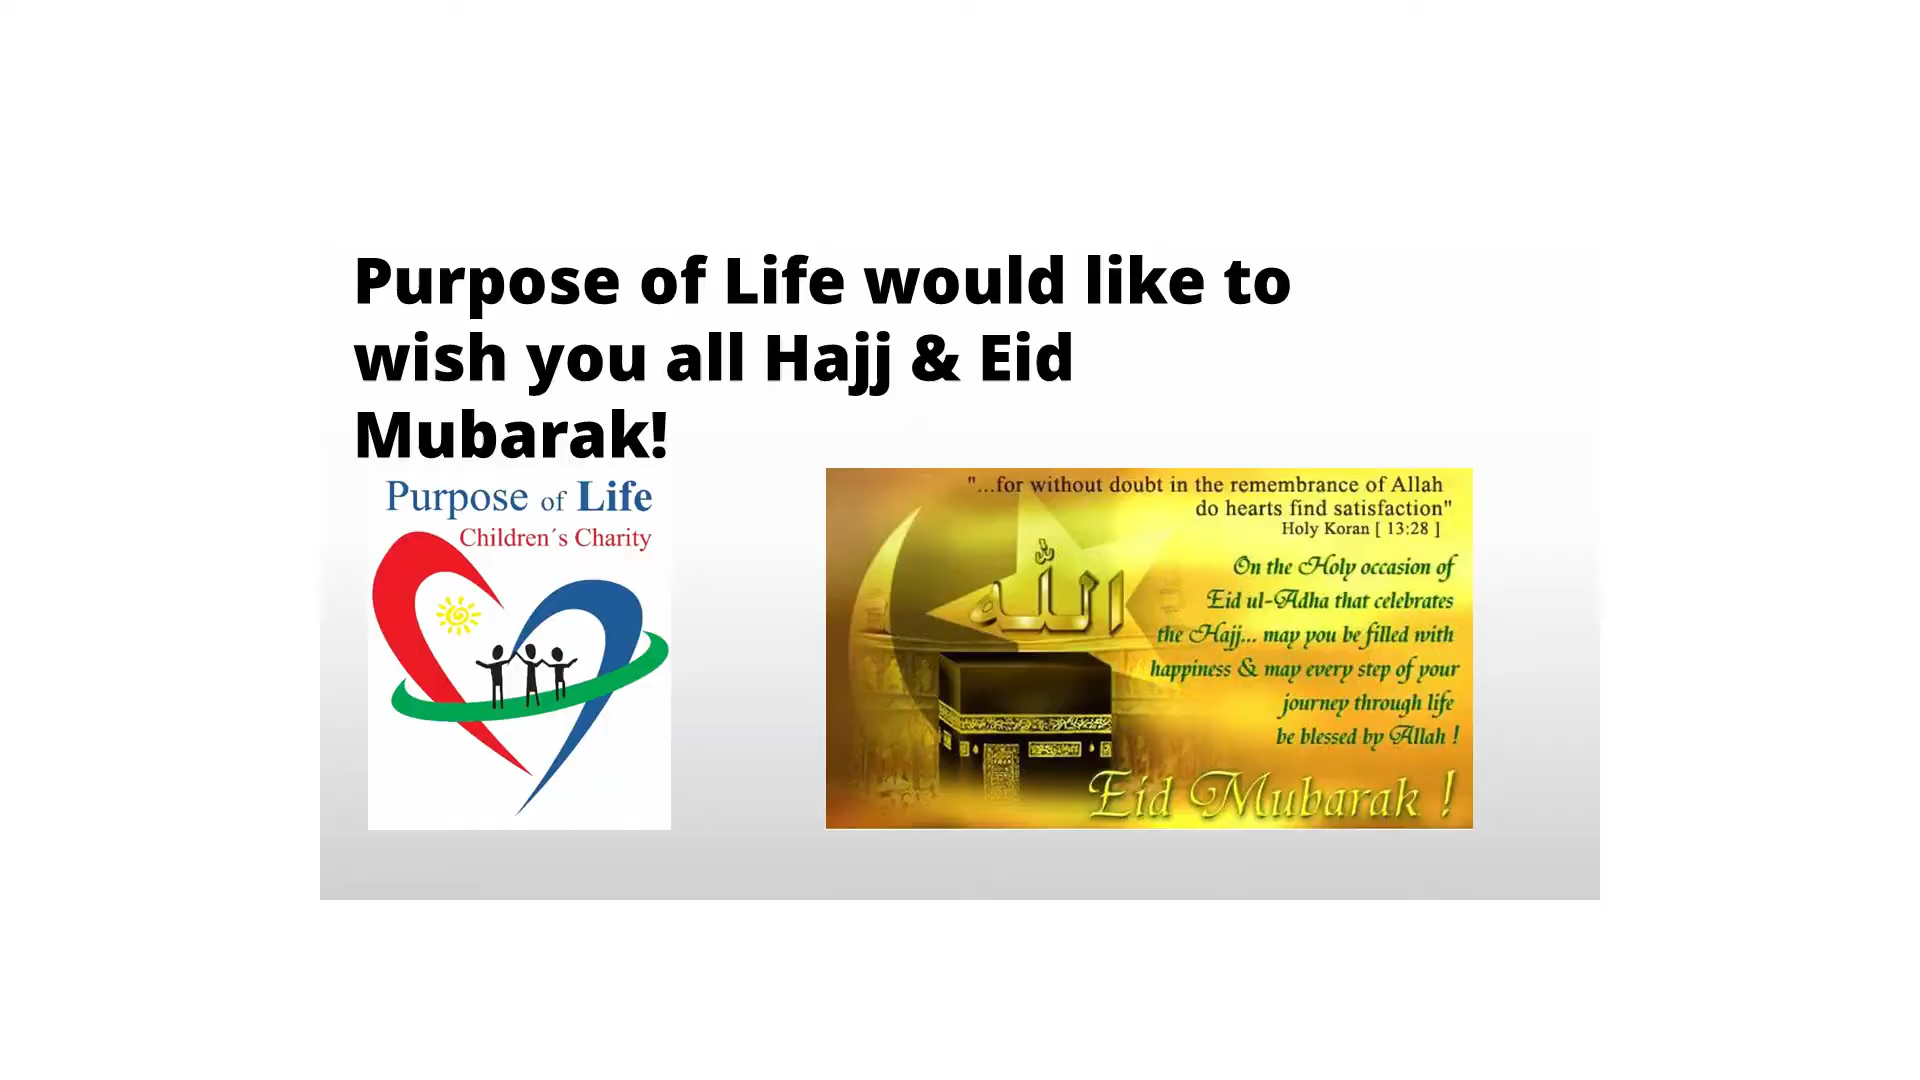 Purpose of Life would like to
wish you all Hajj & Eid
Mubarak!
Purpose of Life
Children´s Charity
"...for without doubt in the remembrance of Allah
do hearts find satisfaction"
Holy Koran [ 13:28 ]
الله
On the Holy occasion of
Eid ul-Adha that celebrates
the Hajj... may you be filled with
happiness & may every step of your
journey through life
be blessed by Allah !
Eid Mubarak !